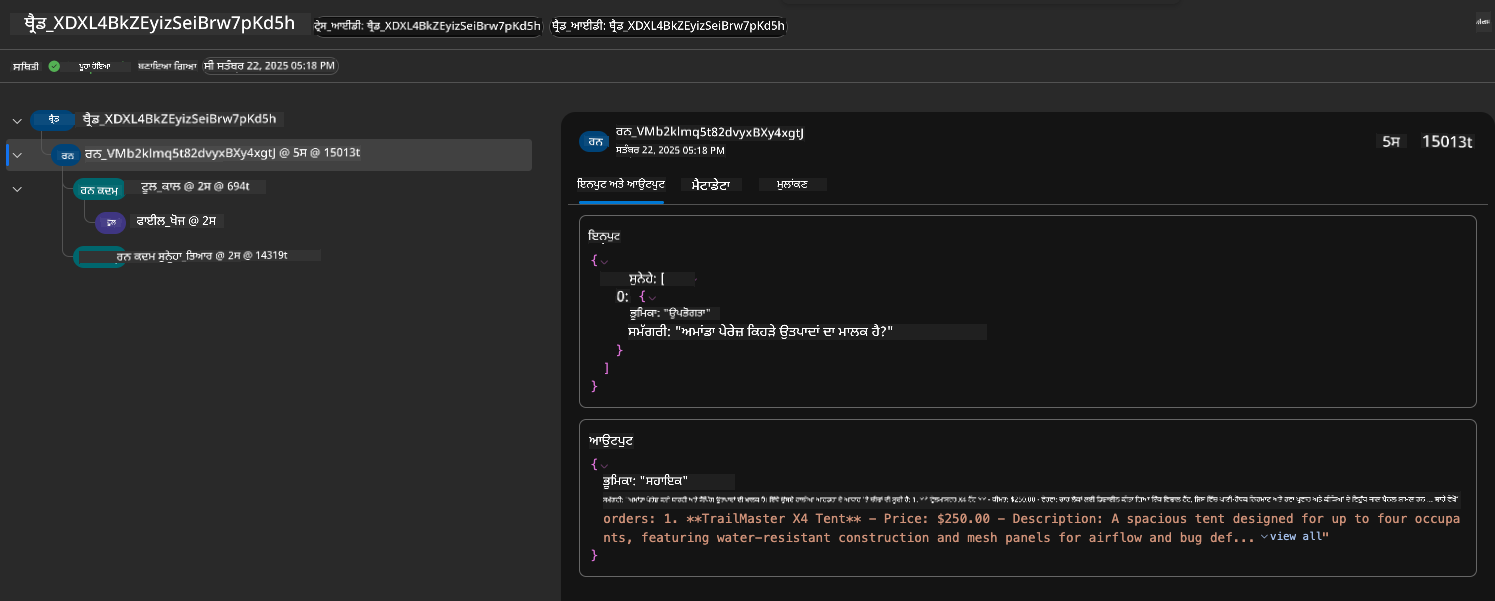 ਥ੍ਰੈਡ_XDXL4BkZEyizSeiBrw7pKd5h
ਟ੍ਰੇਸ_ਆਈਡੀ: ਥ੍ਰੈਡ_XDXL4BkZEyizSeiBrw7pKd5h
ਥ੍ਰੈਡ_ਆਈਡੀ: ਥ੍ਰੈਡ_XDXL4BkZEyizSeiBrw7pKd5h
ਸਥਿਤੀ
ਪੂਰਾ ਹੋਇਆ
ਬਣਾਇਆ ਗਿਆ
ਸੀ ਸਤੰਬਰ 22, 2025 05:18 PM
ਥ੍ਰੈਡ ਥ੍ਰੈਡ_XDXL4BkZEyizSeiBrw7pKd5h
ਰਨ ਰਨ_VMb2klmq5t82dvyxBXy4xgtJ @ 5ਸ @ 15013t
ਰਨ ਕਦਮ ਟੂਲ_ਕਾਲ @ 2ਸ @ 694t
ਟੂਲ ਫਾਈਲ_ਖੋਜ @ 2ਸ
ਰਨ ਕਦਮ ਸੁਨੇਹਾ_ਤਿਆਰ @ 2ਸ @ 14319t
ਰਨ ਰਨ_VMb2klmq5t82dvyxBXy4xgtJ
ਸਤੰਬਰ 22, 2025 05:18 PM
5ਸ 15013t
ਇਨਪੁਟ ਅਤੇ ਆਉਟਪੁਟ ਮੈਟਾਡੇਟਾ ਮੁਲਾਂਕਣ
ਇਨਪੁਟ
{
ਸੁਨੇਹੇ: [
0: {
ਭੂਮਿਕਾ: "ਉਪਭੋਗਤਾ"
ਸਮੱਗਰੀ: "ਅਮਾਂਡਾ ਪੇਰੇਜ਼ ਕਿਹੜੇ ਉਤਪਾਦਾਂ ਦਾ ਮਾਲਕ ਹੈ?"
}
]
}
ਆਉਟਪੁਟ
{
ਭੂਮਿਕਾ: "ਸਹਾਇਕ"
orders: 1. **TrailMaster X4 Tent** – Price: $250.00 – Description: A spacious tent designed for up to four occupa
nts, featuring water-resistant construction and mesh panels for airflow and bug def... view all"
}